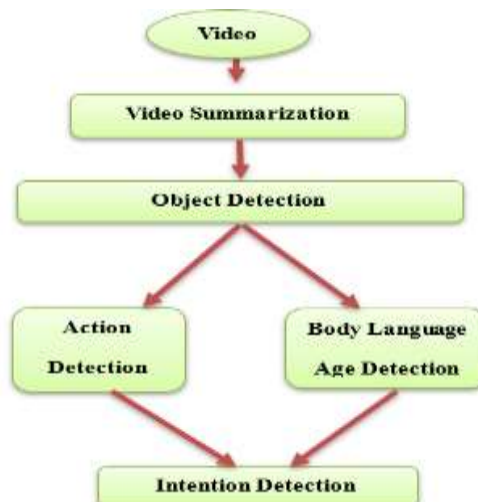 Video
Video Summarization
Object Detection
Action
Detection
Body Language
Age Detection
Intention Detection